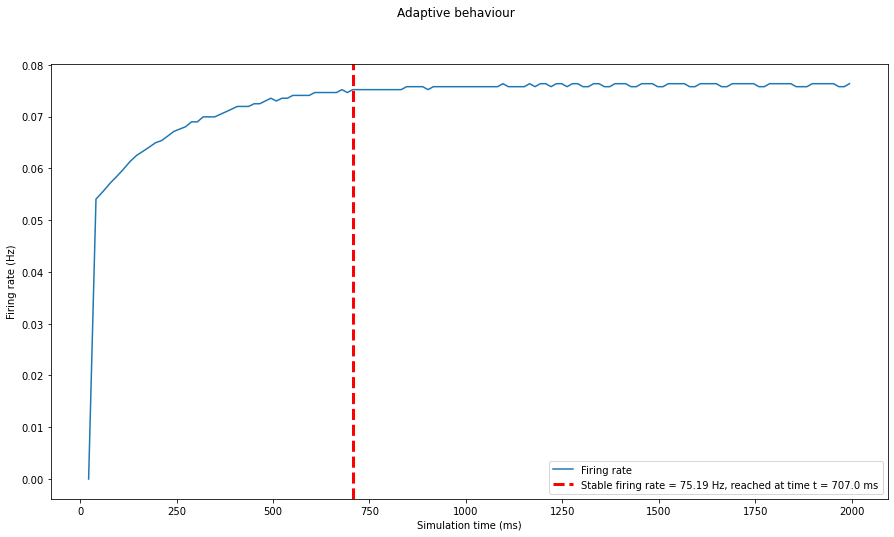 Adaptive behaviour
0.08
0.07
0.06
0.05
0.04
0.03
0.02
0.01
0.00
Firing rate (Hz)
Firing rate
Stable firing rate = 75.19 Hz, reached at time t = 707.0 ms
0 250 500 750 1000 1250 1500 1750 2000
Simulation time (ms)